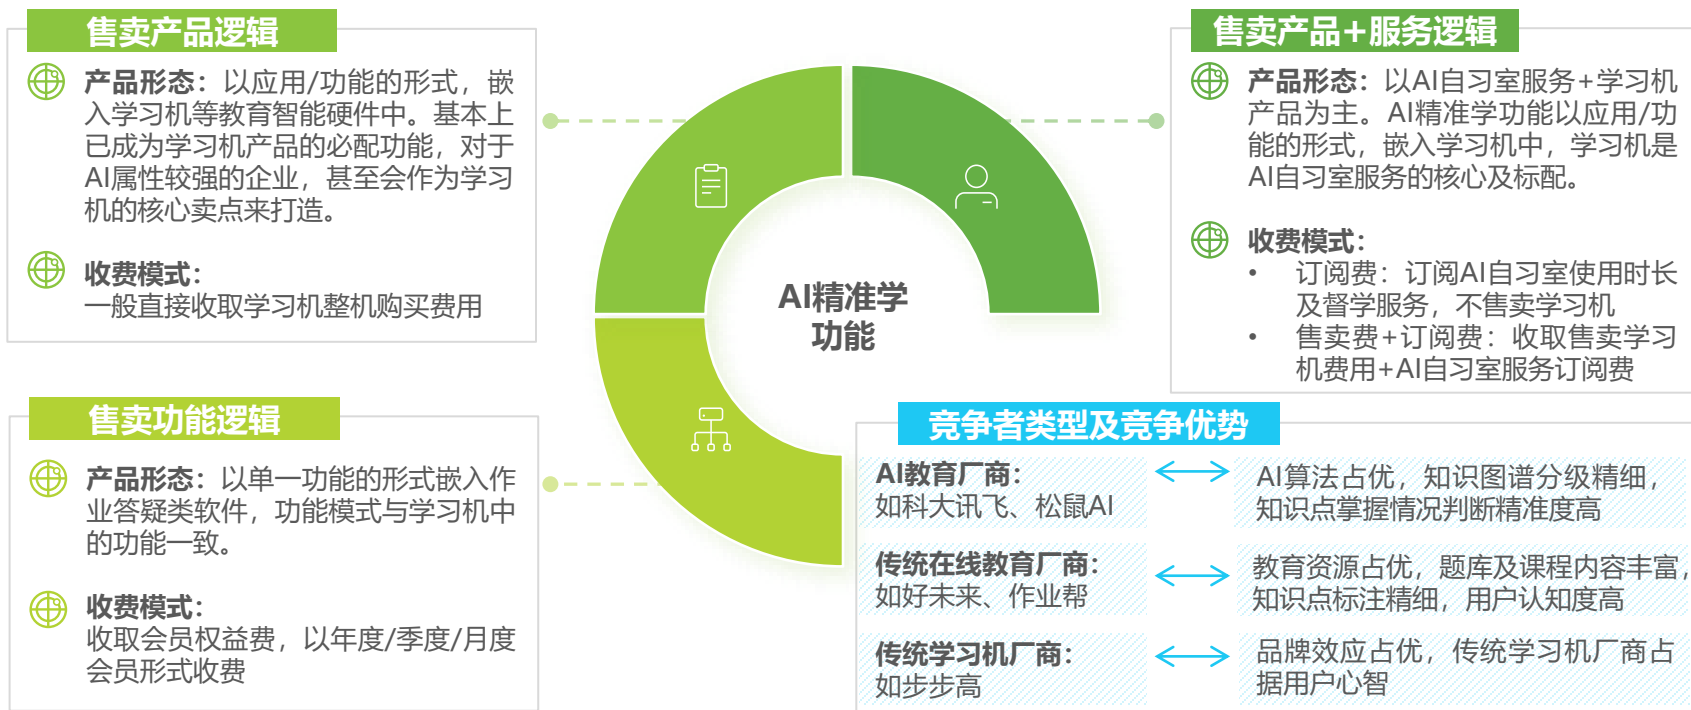 售卖产品逻辑
产品形态：以应用/功能的形式，嵌
入学习机等教育智能硬件中。基本上
已成为学习机产品的必配功能，对于
AI属性较强的企业，甚至会作为学习
机的核心卖点来打造。
收费模式：
一般直接收取学习机整机购买费用
售卖功能逻辑
产品形态：以单一功能的形式嵌入作
业答疑类软件，功能模式与学习机中
的功能一致。
收费模式：
收取会员权益费，以年度/季度/月度
会员形式收费
AI精准学
功能
售卖产品+服务逻辑
产品形态：以AI自习室服务+学习机
产品为主。AI精准学功能以应用/功
能的形式，嵌入学习机中，学习机是
AI自习室服务的核心及标配。
收费模式：
• 订阅费：订阅AI自习室使用时长
及督学服务，不售卖学习机
• 售卖费+订阅费：收取售卖学习
机费用+AI自习室服务订阅费
竞争者类型及竞争优势
AI教育厂商：
如科大讯飞、松鼠AI
AI算法占优，知识图谱分级精细，
知识点掌握情况判断精准度高
传统在线教育厂商：
如好未来、作业帮
教育资源占优，题库及课程内容丰富，
知识点标注精细，用户认知度高
传统学习机厂商：
如步步高
品牌效应占优，传统学习机厂商占
据用户心智